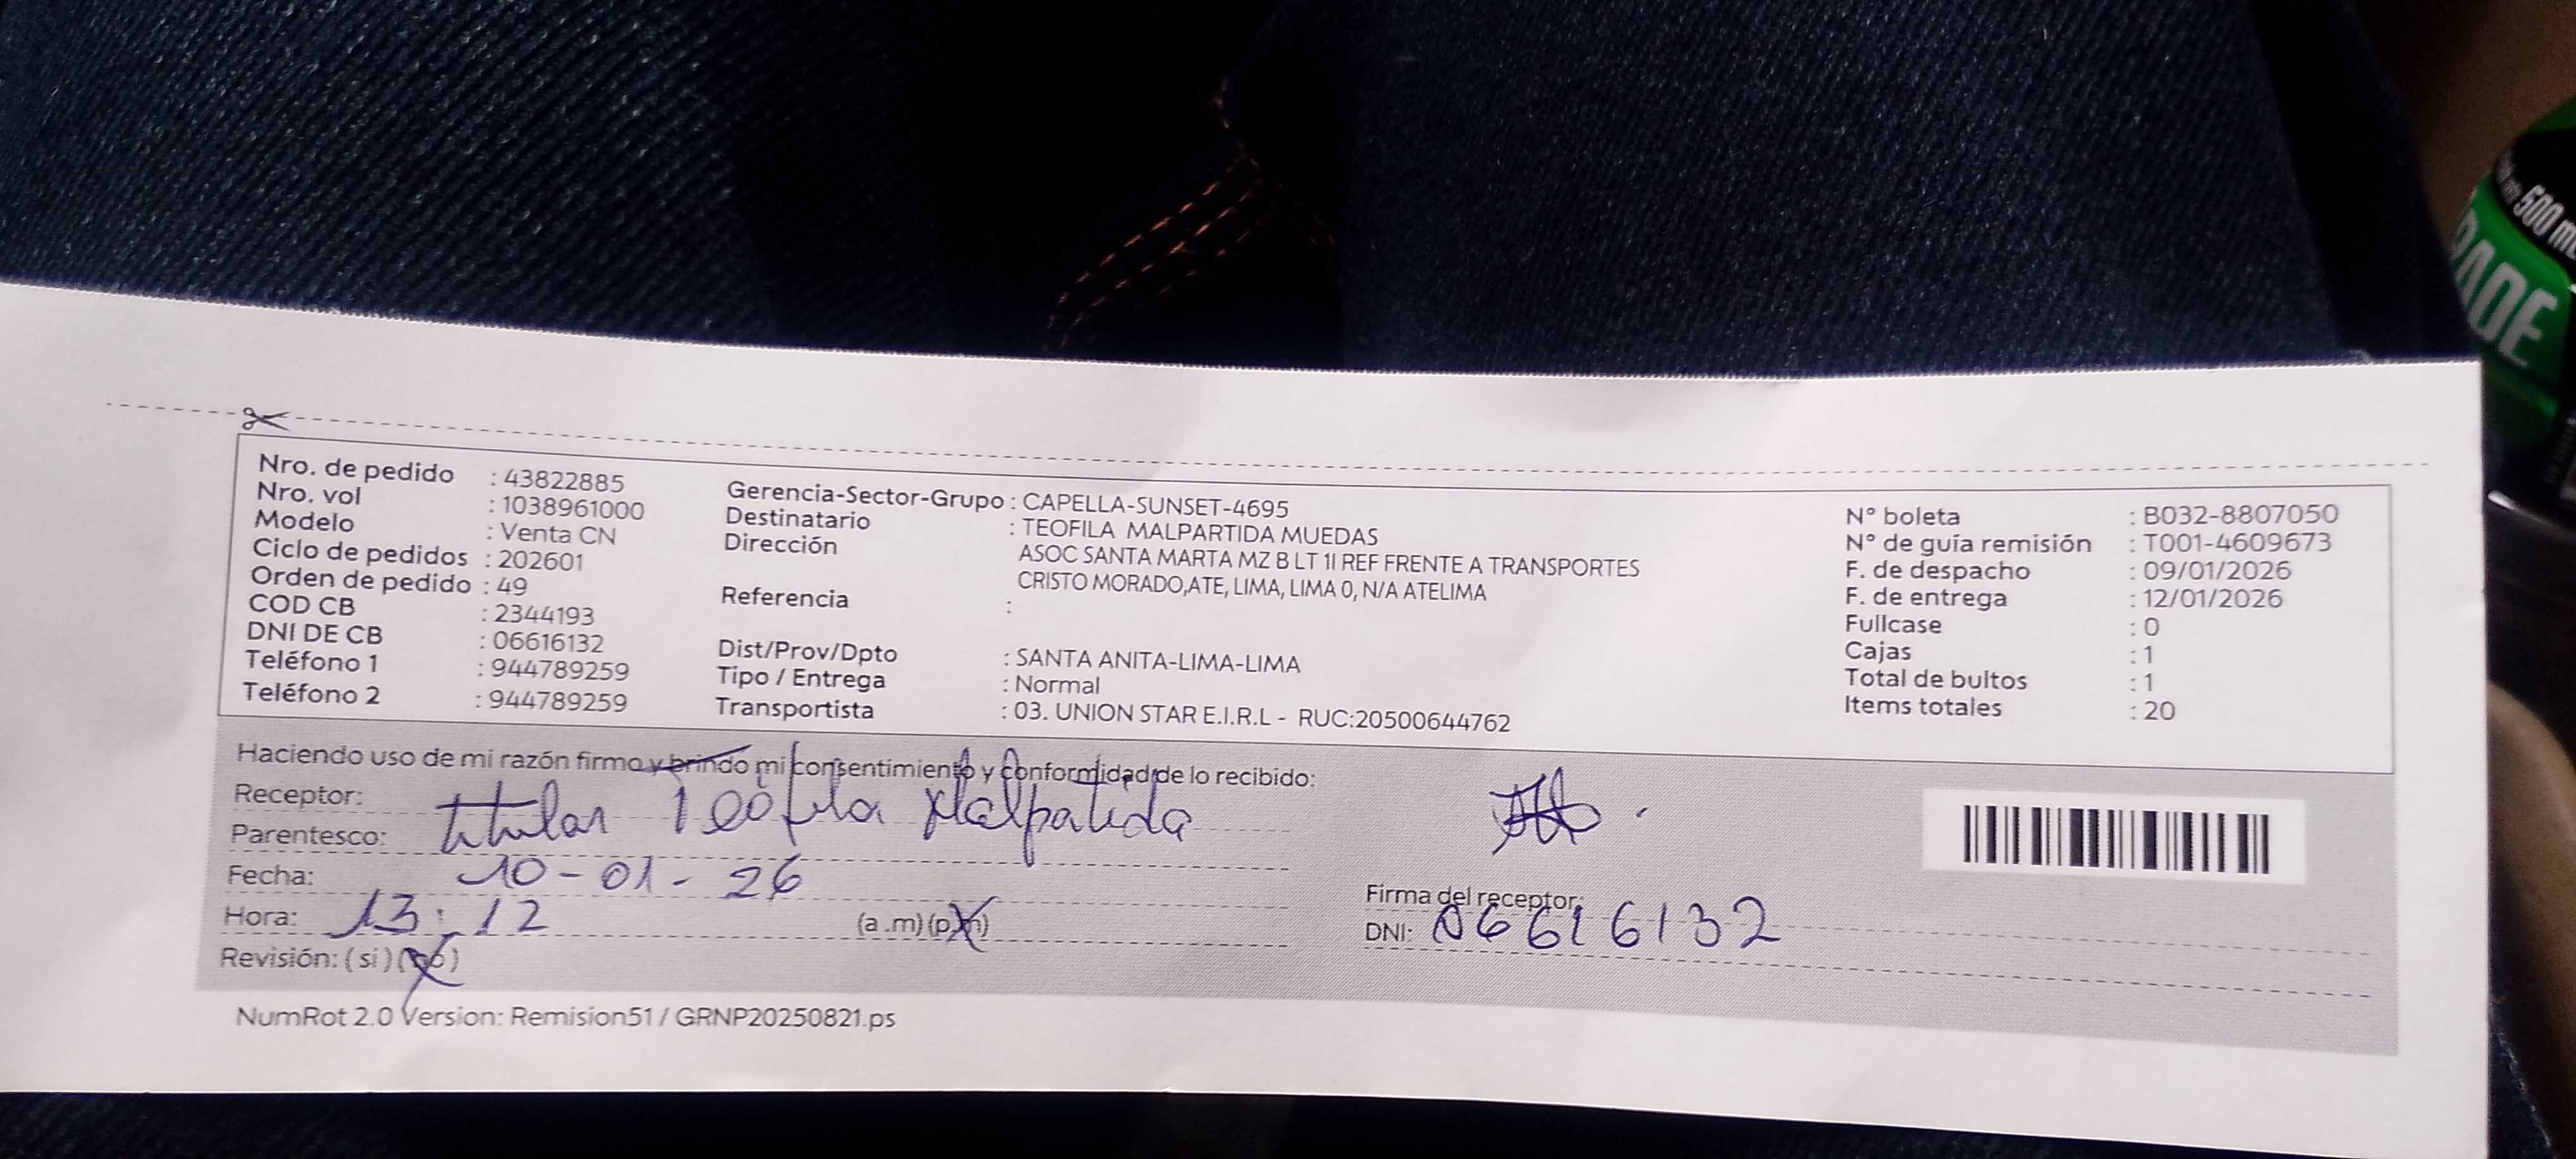 Nro. de pedido : 43822885
Nro. vol : 1038961000
Modelo : Venta CN
Ciclo de pedidos : 202601
Orden de pedido : 49
COD CB : 2344193
DNI DE CB : 06616132
Teléfono 1 : 944789259
Teléfono 2 : 944789259
Gerencia-Sector-Grupo : CAPELLA-SUNSET-4695
Destinatario : TEOFILA MALPARTIDA MUEDAS
Dirección ASOC SANTA MARTA MZ B LT 1I REF FRENTE A TRANSPORTES
CRISTO MORADO,ATE, LIMA, LIMA 0, N/A ATELIMA
Referencia :
Dist/Prov/Dpto : SANTA ANITA-LIMA-LIMA
Tipo / Entrega : Normal
Transportista : 03. UNION STAR E.I.R.L - RUC:20500644762
N° boleta : B032-8807050
N° de guía remisión : T001-4609673
F. de despacho : 09/01/2026
F. de entrega : 12/01/2026
Fullcase : 0
Cajas : 1
Total de bultos : 1
Items totales : 20
Haciendo uso de mi razón firmo y brindo mi consentimiento y conformidad de lo recibido:
Receptor:
titular Teofila Malpatida
Parentesco:
Fecha: 10-01-26
Hora: 13:12 (a.m)(p.m)
Revisión: (si)(no)
Firma del receptor:
DNI: 06616132
NumRot 2.0 Version: Remision51 / GRNP20250821.ps
500 m
ADE